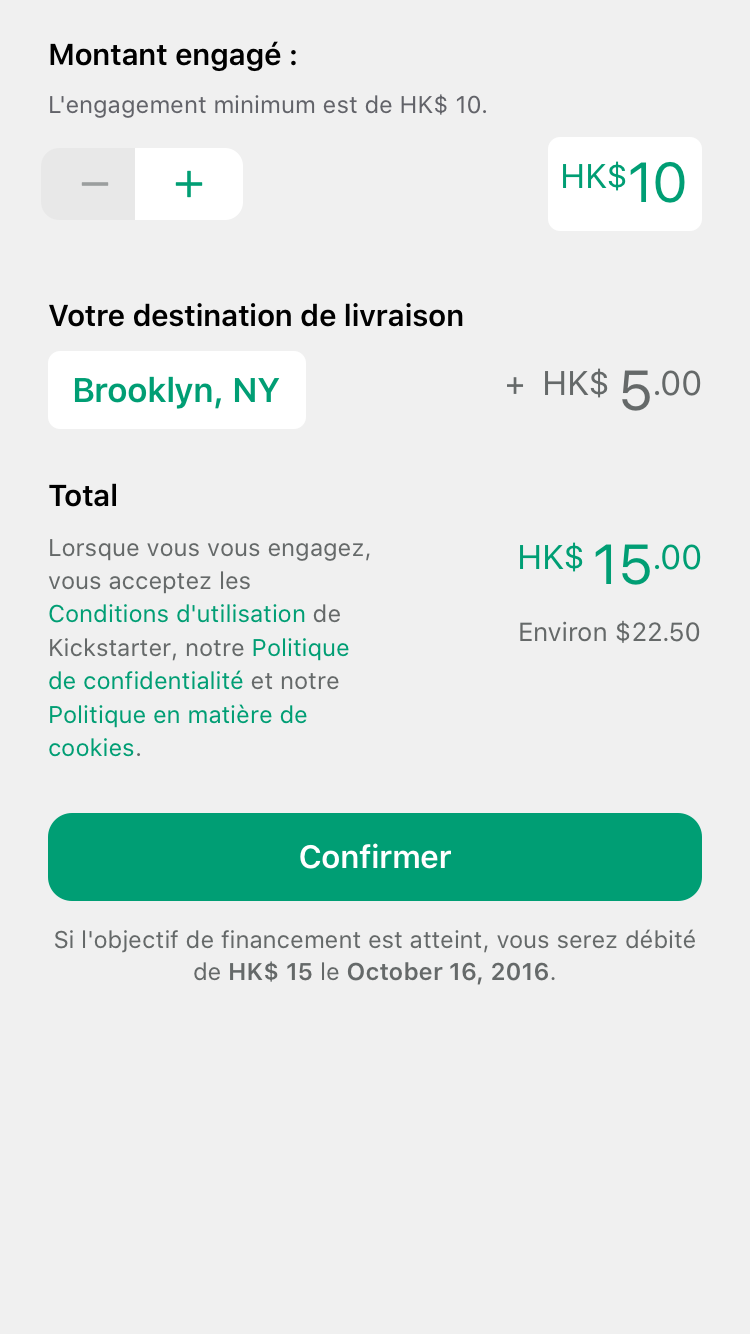 Montant engagé :
L'engagement minimum est de HK$ 10.
− +
HK$10
Votre destination de livraison
Brooklyn, NY
+ HK$ 5.00
Total
Lorsque vous vous engagez,
vous acceptez les
Conditions d'utilisation de
Kickstarter, notre Politique
de confidentialité et notre
Politique en matière de
cookies.
HK$ 15.00
Environ $22.50
Confirmer
Si l'objectif de financement est atteint, vous serez débité
de HK$ 15 le October 16, 2016.